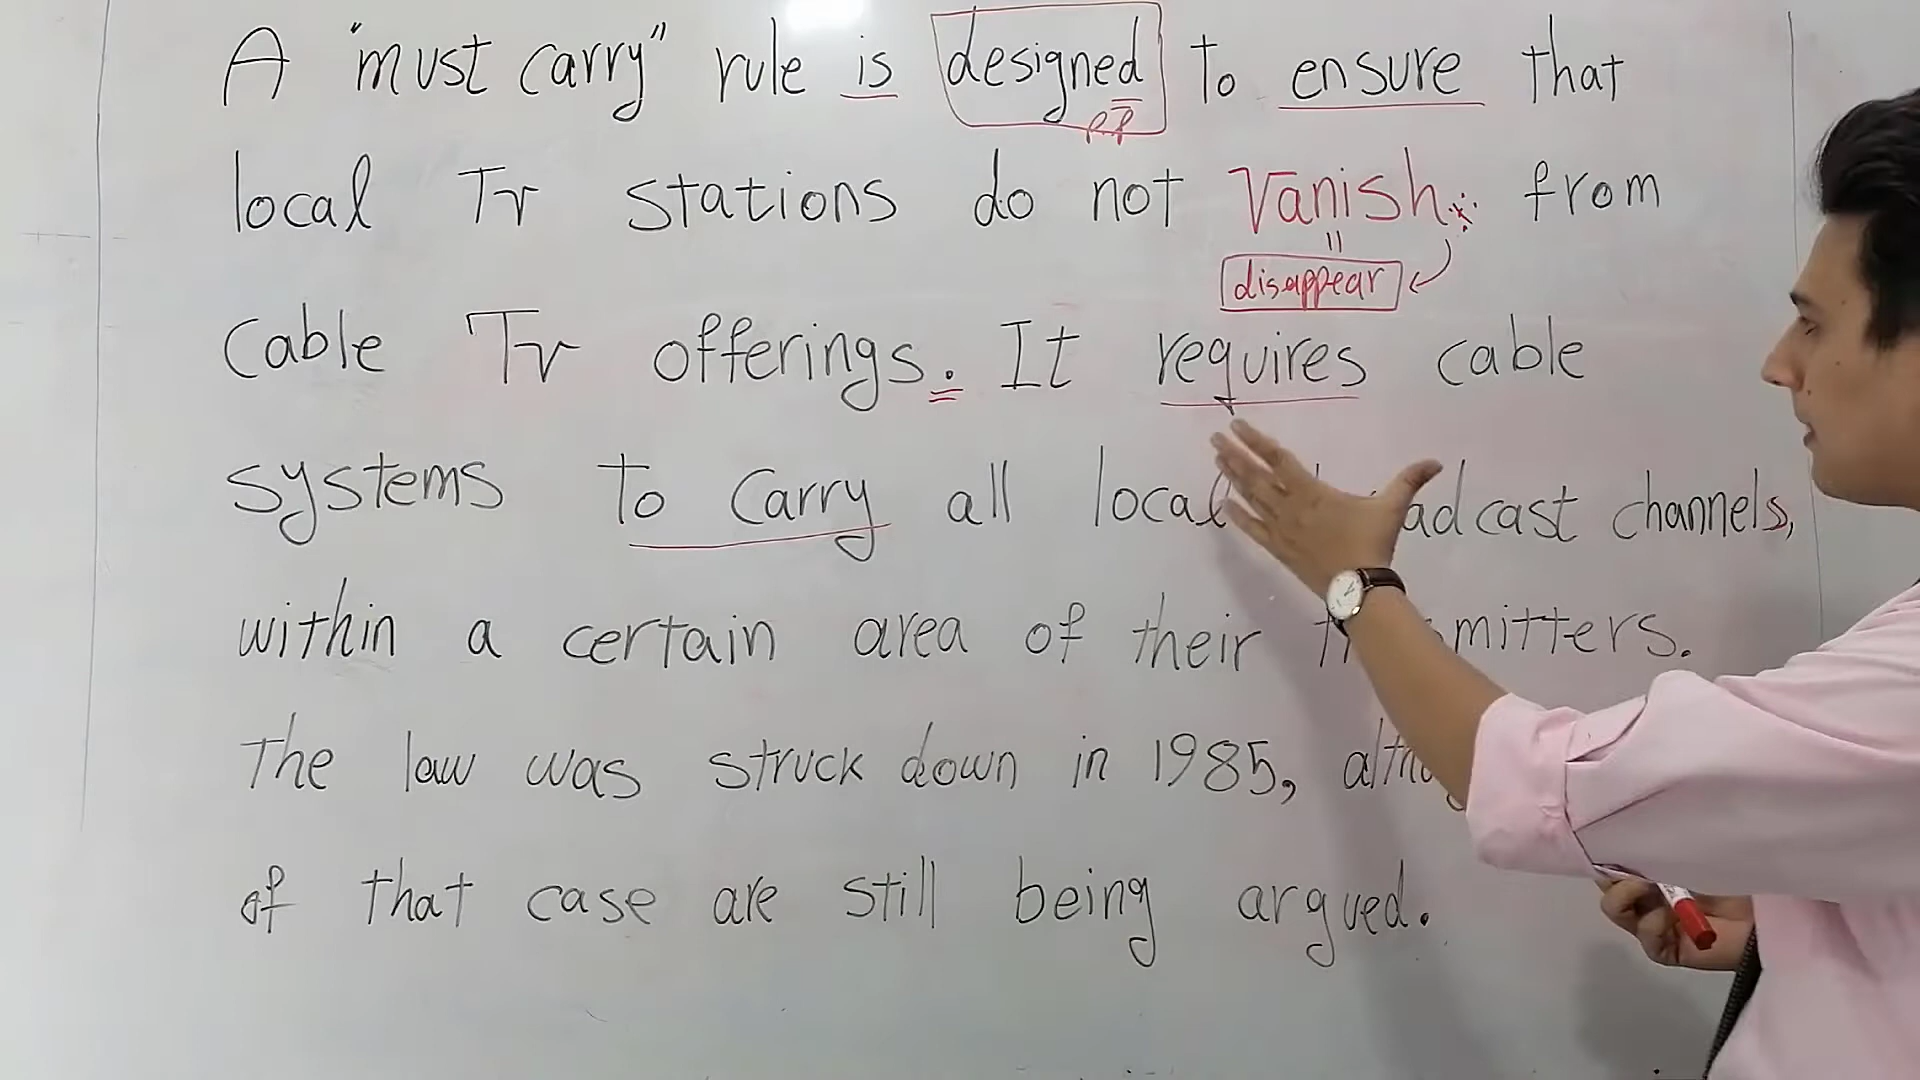 A "must carry" rule is designed to ensure that
p.p
local TV stations do not vanish from
=
disappear
cable TV offerings. It requires cable
systems to carry all local channels,
within a certain area of their
The law was struck down in 1985,
of that case are still being argued.